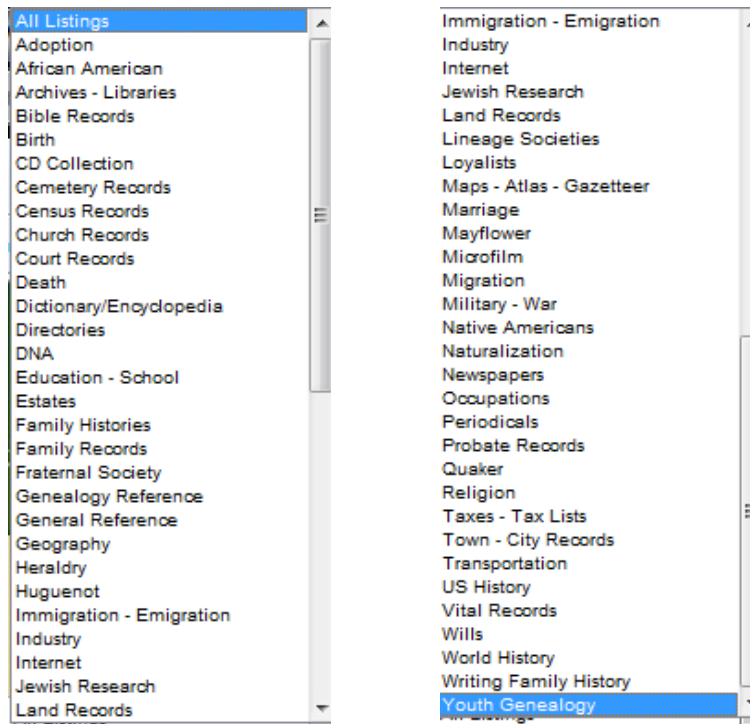 All Listings
Adoption
African American
Archives - Libraries
Bible Records
Birth
CD Collection
Cemetery Records
Census Records
Church Records
Court Records
Death
Dictionary/Encyclopedia
Directories
DNA
Education - School
Estates
Family Histories
Family Records
Fraternal Society
Genealogy Reference
General Reference
Geography
Heraldry
Huguenot
Immigration - Emigration
Industry
Internet
Jewish Research
Land Records
Immigration - Emigration
Industry
Internet
Jewish Research
Land Records
Lineage Societies
Loyalists
Maps - Atlas - Gazetteer
Marriage
Mayflower
Microfilm
Migration
Military - War
Native Americans
Naturalization
Newspapers
Occupations
Periodicals
Probate Records
Quaker
Religion
Taxes - Tax Lists
Town - City Records
Transportation
US History
Vital Records
Wills
World History
Writing Family History
Youth Genealogy